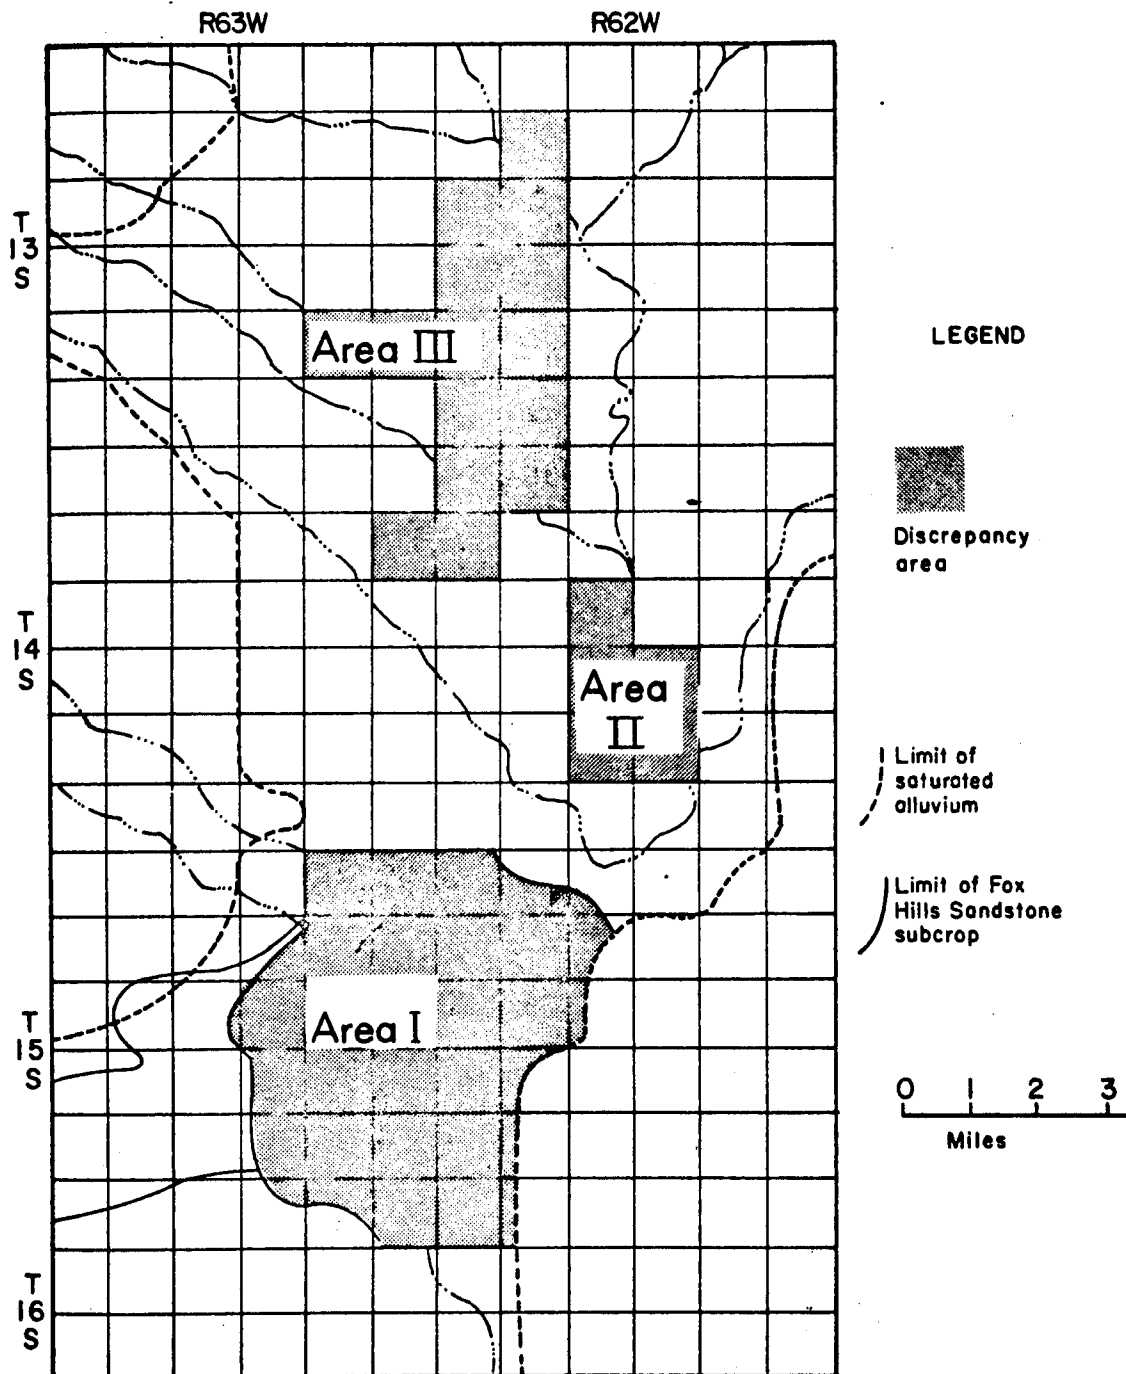 R63W R62W
T
13
S
Area III
LEGEND
Discrepancy
area
T
14
S
Area
II
Limit of
saturated
alluvium
Limit of Fox
Hills Sandstone
subcrop
T
15
S
Area I
0 1 2 3
Miles
T
16
S